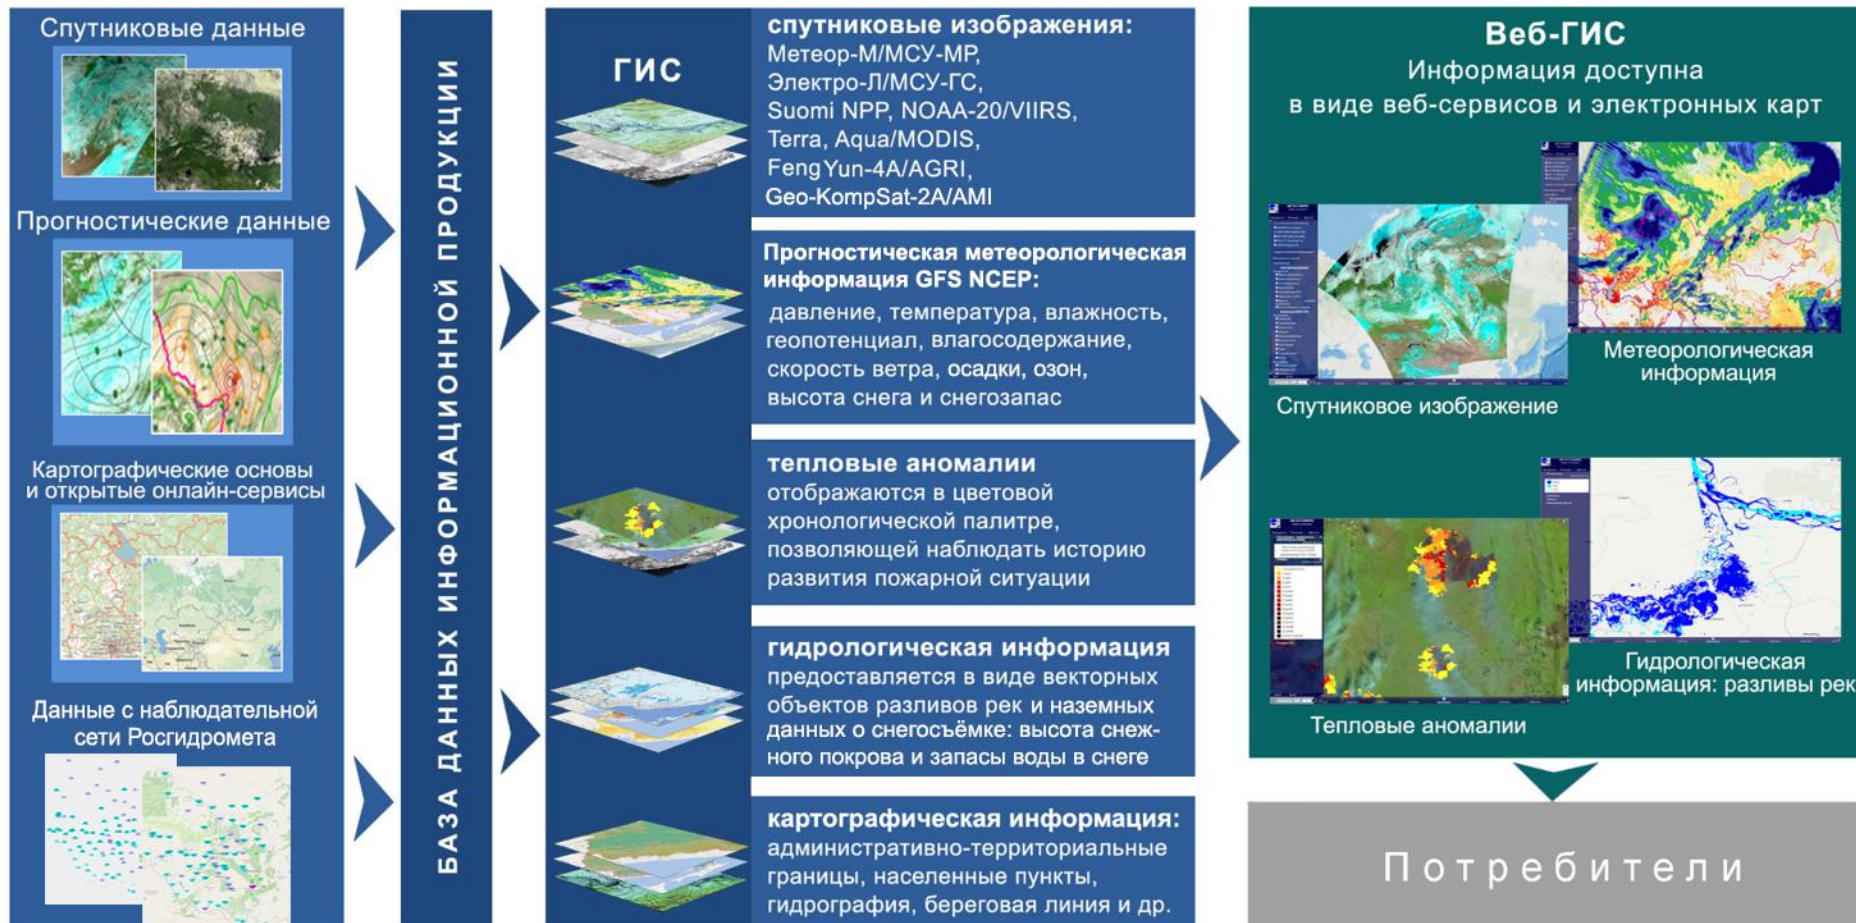 Спутниковые данные
Прогностические данные
Картографические основы
и открытые онлайн-сервисы
Данные с наблюдательной
сети Росгидромета
БАЗА ДАННЫХ ИНФОРМАЦИОННОЙ ПРОДУКЦИИ
ГИС
спутниковые изображения:
Метеор-М/МСУ-МР,
Электро-Л/МСУ-ГС,
Suomi NPP, NOAA-20/VIIRS,
Terra, Aqua/MODIS,
FengYun-4A/AGRI,
Geo-KompSat-2A/AMI
Прогностическая метеорологическая
информация GFS NCEP:
давление, температура, влажность,
геопотенциал, влагосодержание,
скорость ветра, осадки, озон,
высота снега и снегозапас
тепловые аномалии
отображаются в цветовой
хронологической палитре,
позволяющей наблюдать историю
развития пожарной ситуации
гидрологическая информация
предоставляется в виде векторных
объектов разливов рек и наземных
данных о снегосъёмке: высота снеж-
ного покрова и запасы воды в снеге
картографическая информация:
административно-территориальные
границы, населенные пункты,
гидрография, береговая линия и др.
Веб-ГИС
Информация доступна
в виде веб-сервисов и электронных карт
Метеорологическая
информация
Спутниковое изображение
Гидрологическая
информация: разливы рек
Тепловые аномалии
Потребители